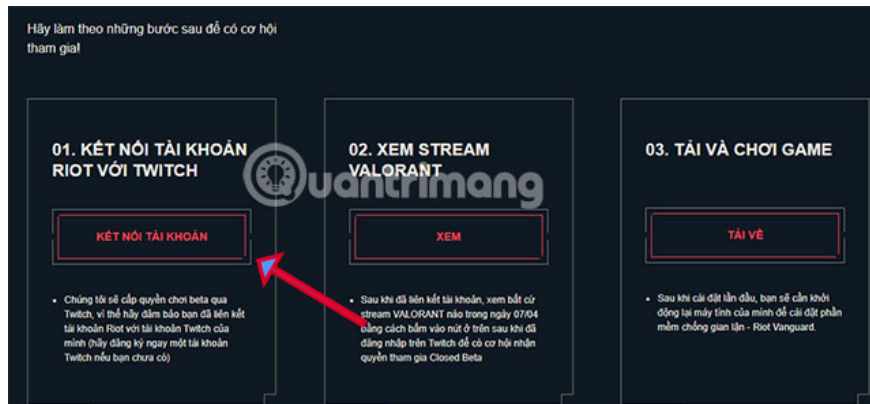 Hãy làm theo những bước sau để có cơ hội
tham gia!
01. KẾT NỐI TÀI KHOẢN
RIOT VỚI TWITCH
KẾT NỐI TÀI KHOẢN
• Chúng tôi sẽ cấp quyền chơi beta qua
Twitch, vì thế hãy đảm bảo bạn đã liên kết
tài khoản Riot với tài khoản Twitch của
mình (hãy đăng ký ngay một tài khoản
Twitch nếu bạn chưa có)
02. XEM STREAM
VALORANT
XEM
• Sau khi đã liên kết tài khoản, xem bất cứ
stream VALORANT nào trong ngày 07/04
bằng cách bấm vào nút ở trên sau khi đã
đăng nhập trên Twitch để có cơ hội nhận
quyền tham gia Closed Beta
03. TẢI VÀ CHƠI GAME
TẢI VỀ
• Sau khi cài đặt lần đầu, bạn sẽ cần khởi
động lại máy tính của mình để cài đặt phần
mềm chống gian lận - Riot Vanguard.
Quantrimang